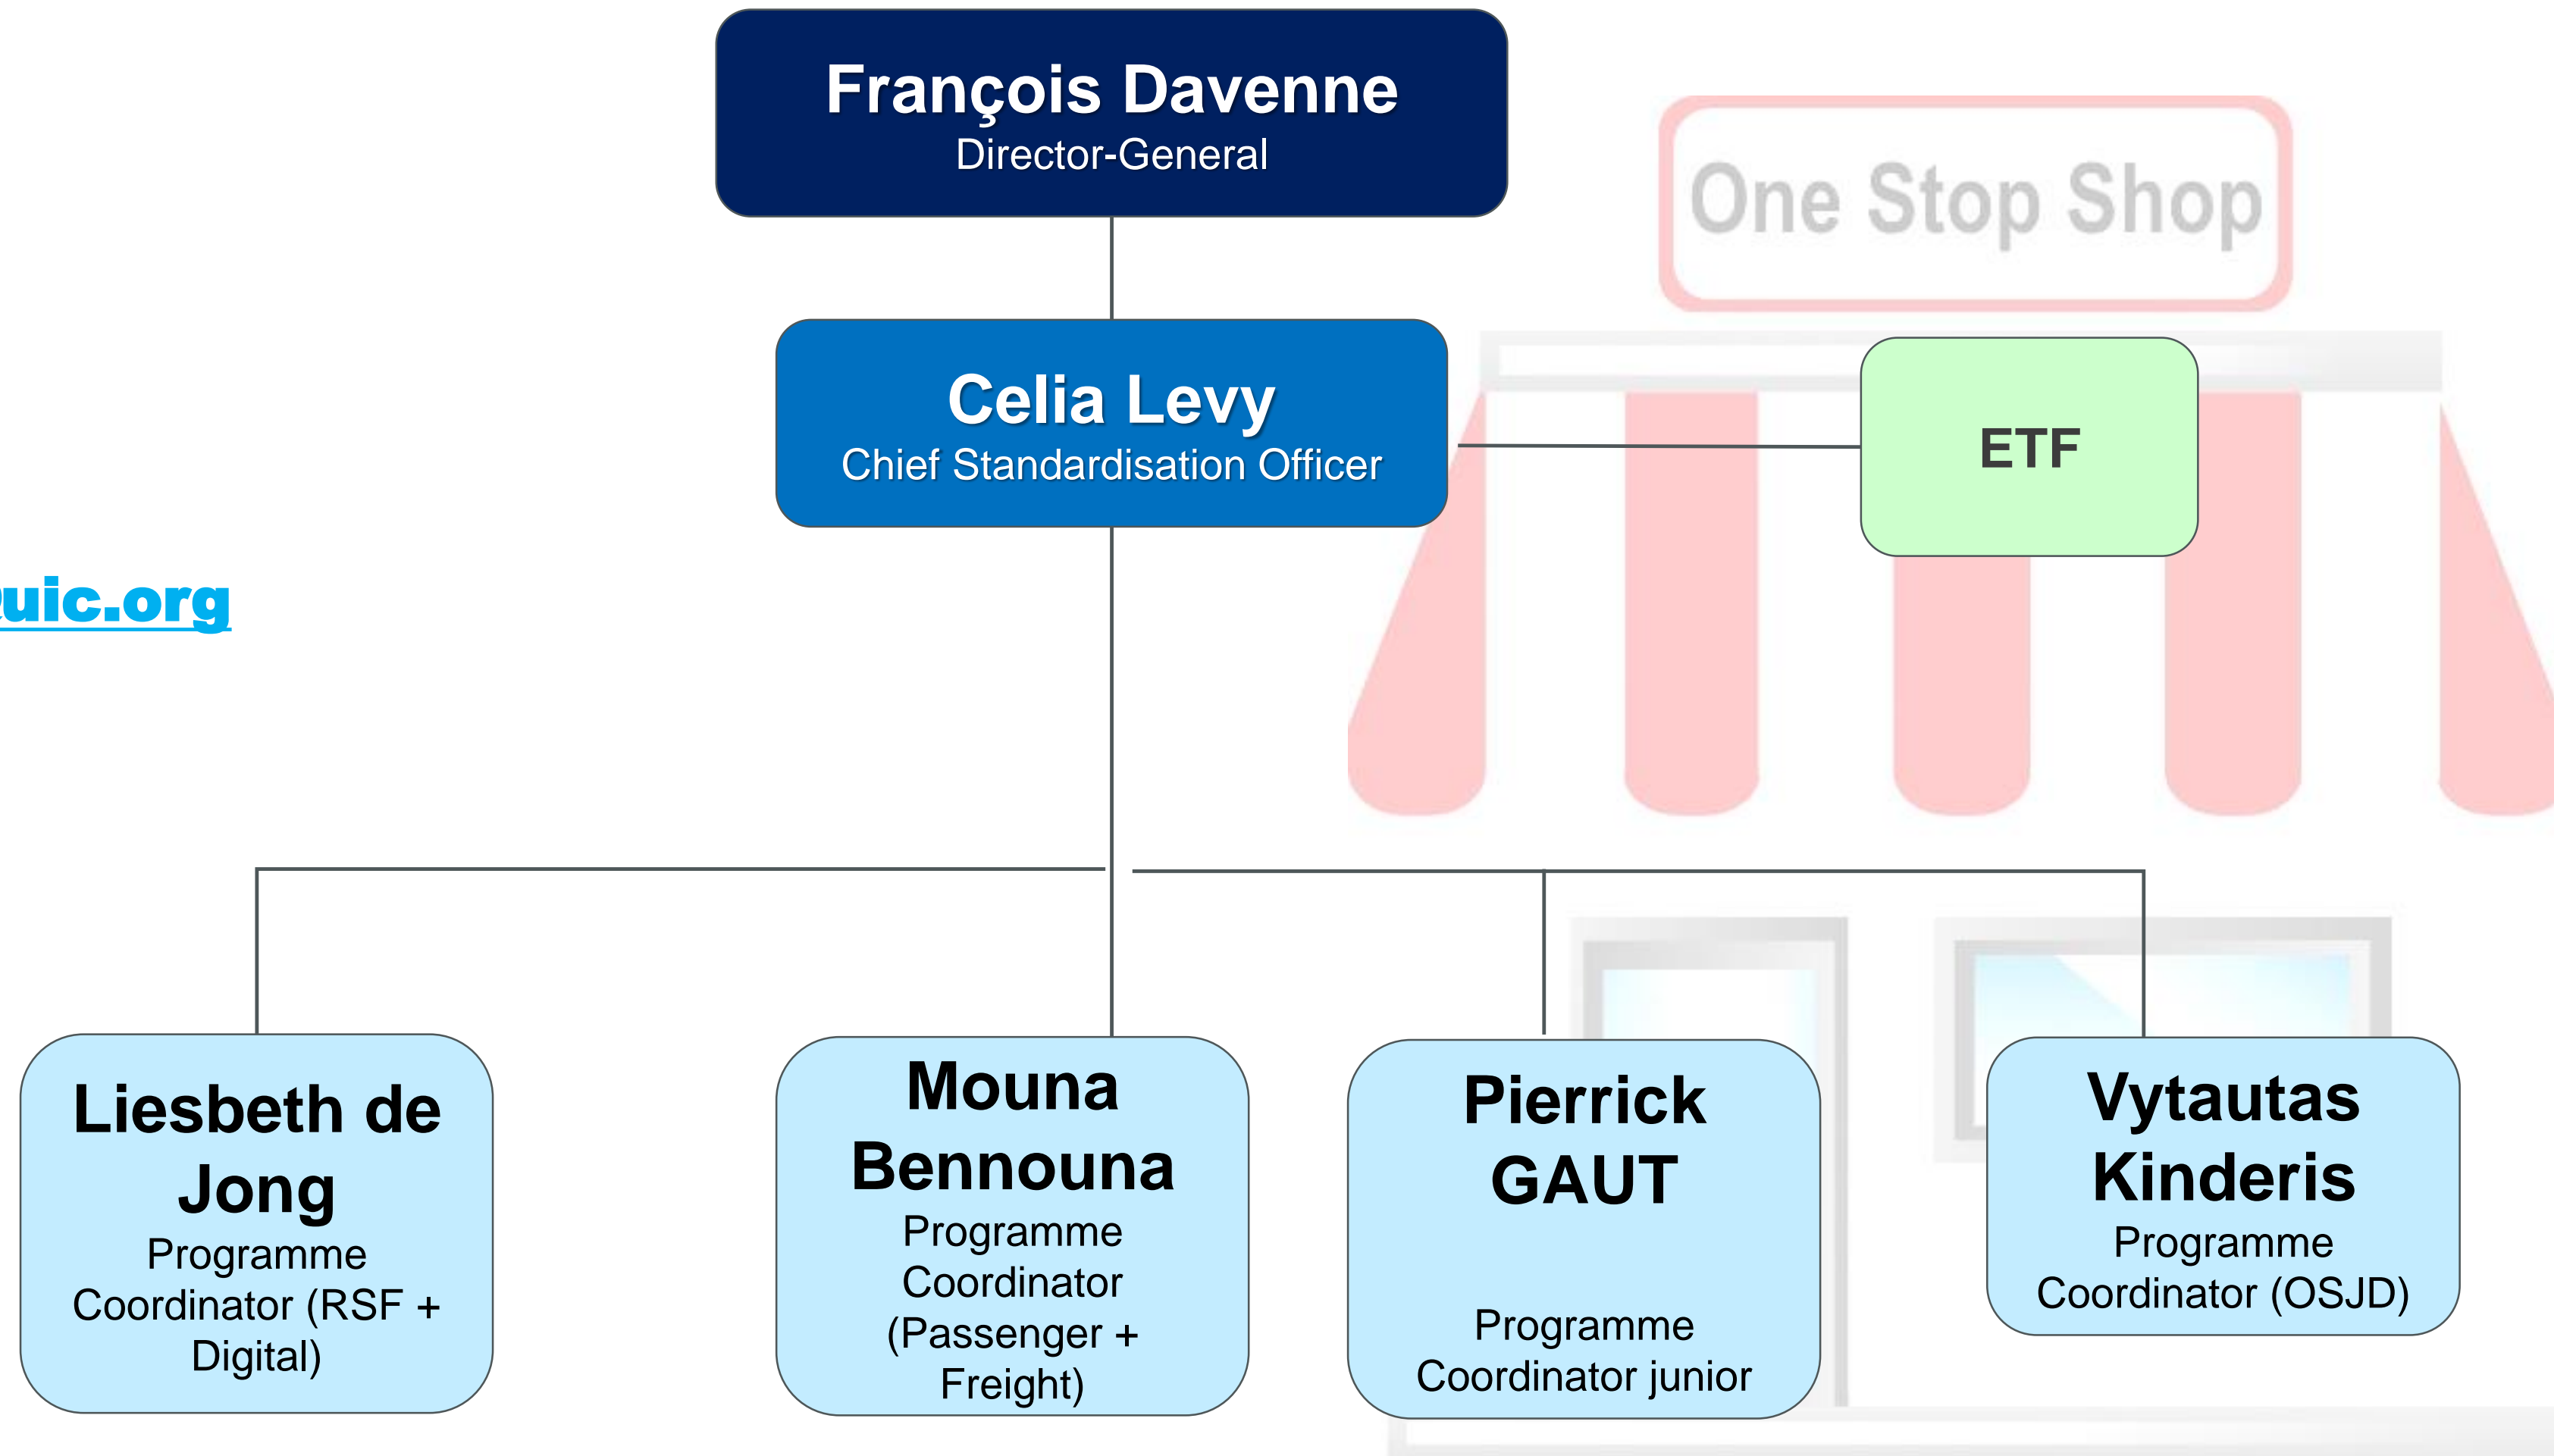 François Davenne
Director-General
One Stop Shop
Celia Levy
Chief Standardisation Officer
ETF
uic.org
Liesbeth de
Jong
Programme
Coordinator (RSF +
Digital)
Mouna
Bennouna
Programme
Coordinator
(Passenger +
Freight)
Pierrick
GAUT
Programme
Coordinator junior
Vytautas
Kinderis
Programme
Coordinator (OSJD)